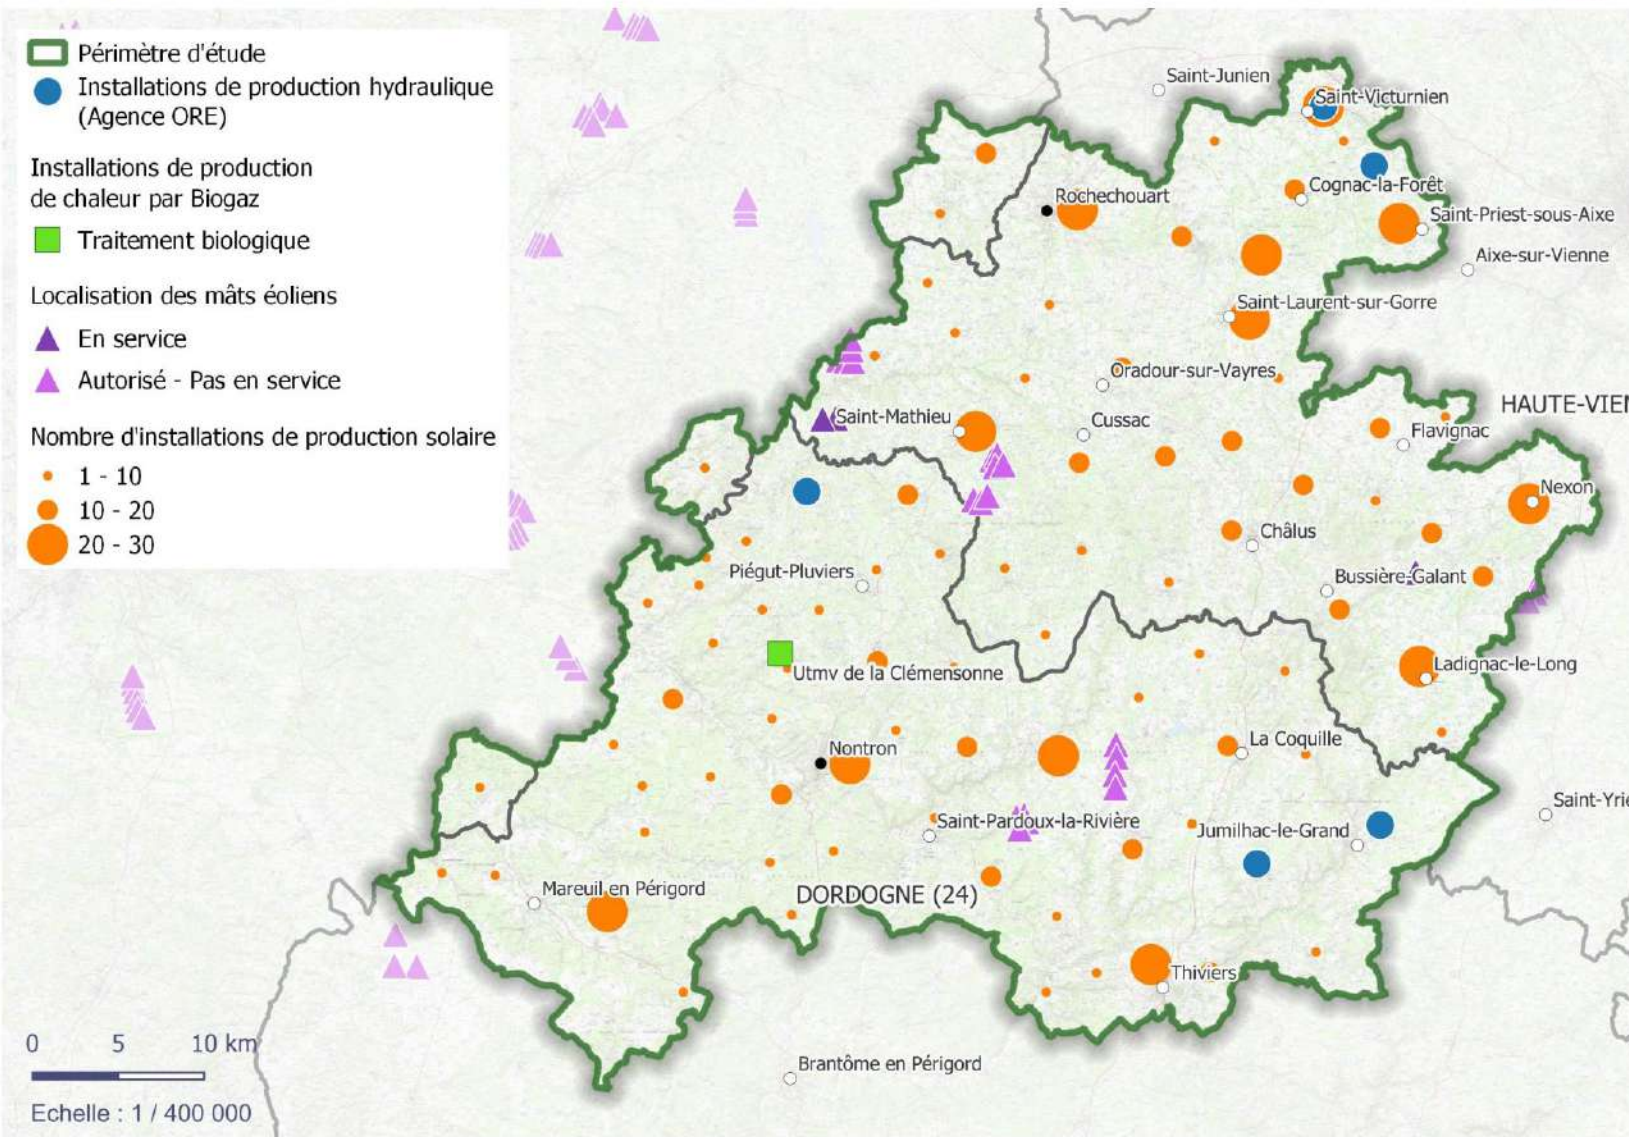 Périmètre d'étude
Installations de production hydraulique
(Agence ORE)
Installations de production
de chaleur par Biogaz
Traitement biologique
Localisation des mâts éoliens
En service
Autorisé - Pas en service
Nombre d'installations de production solaire
1 - 10
10 - 20
20 - 30
Saint-Junien
Saint-Victurnien
Cognac-la-Forêt
Rochechouart
Saint-Priest-sous-Aixe
Aixe-sur-Vienne
Saint-Laurent-sur-Gorre
Oradour-sur-Vayres
HAUTE-VIEN
Saint-Mathieu
Cussac
Flavignac
Nexon
Châlus
Piégut-Pluviers
Bussière-Galant
Utmv de la Clémensonne
Ladignac-le-Long
Nontron
La Coquille
Saint-Yrie
Saint-Pardoux-la-Rivière
Jumilhac-le-Grand
Mareuil en Périgord
DORDOGNE (24)
Thiviers
Brantôme en Périgord
0 5 10 km
Echelle : 1 / 400 000